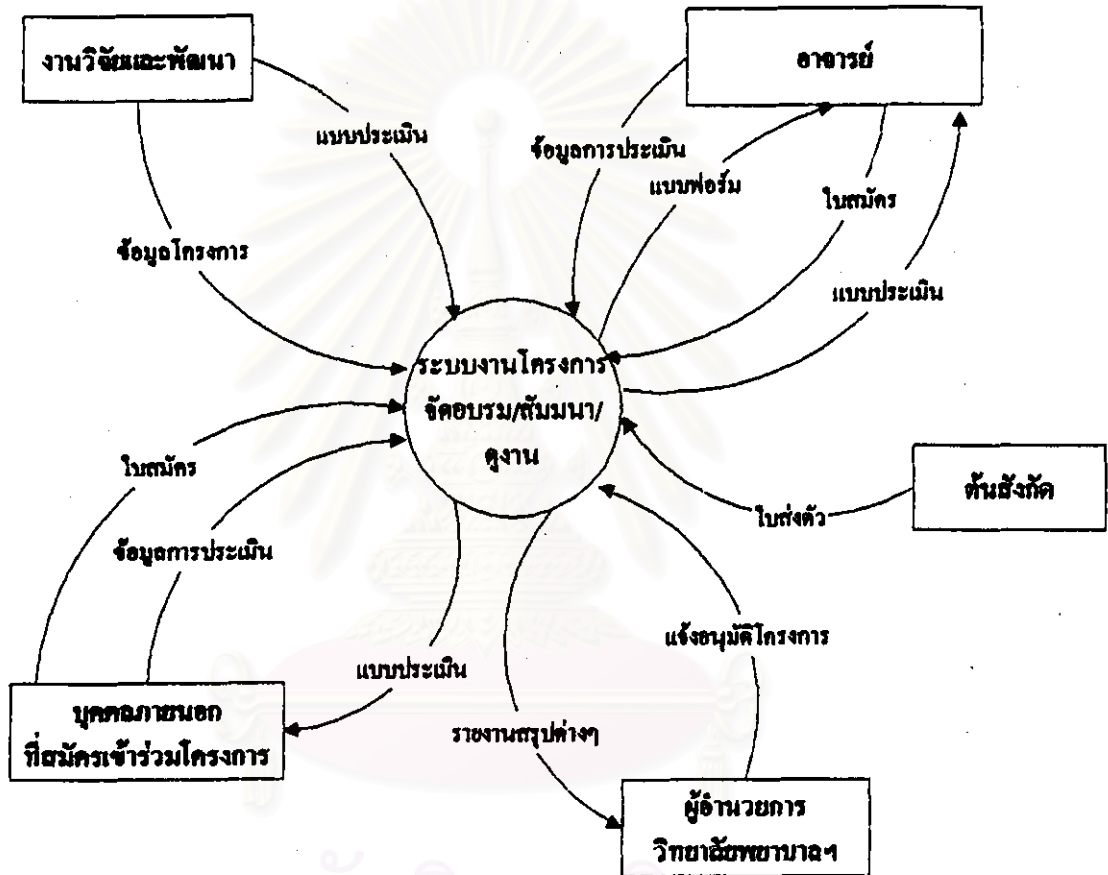 งานวิจัยและพัฒนา
อาจารย์
แบบประเมิน
ข้อมูลการประเมิน
แบบฟอร์ม
ใบสมัคร
ข้อมูลโครงการ
แบบประเมิน
ระบบงานโครงการ
จัดอบรม/สัมมนา/
ดูงาน
ใบสมัคร
ต้นสังกัด
ใบส่งตัว
ข้อมูลการประเมิน
แจ้งอนุมัติโครงการ
แบบประเมิน
บุคคลภายนอก
ที่สมัครเข้าร่วมโครงการ
รายงานสรุปต่างๆ
ผู้อำนวยการ
วิทยาลัยพยาบาลฯ